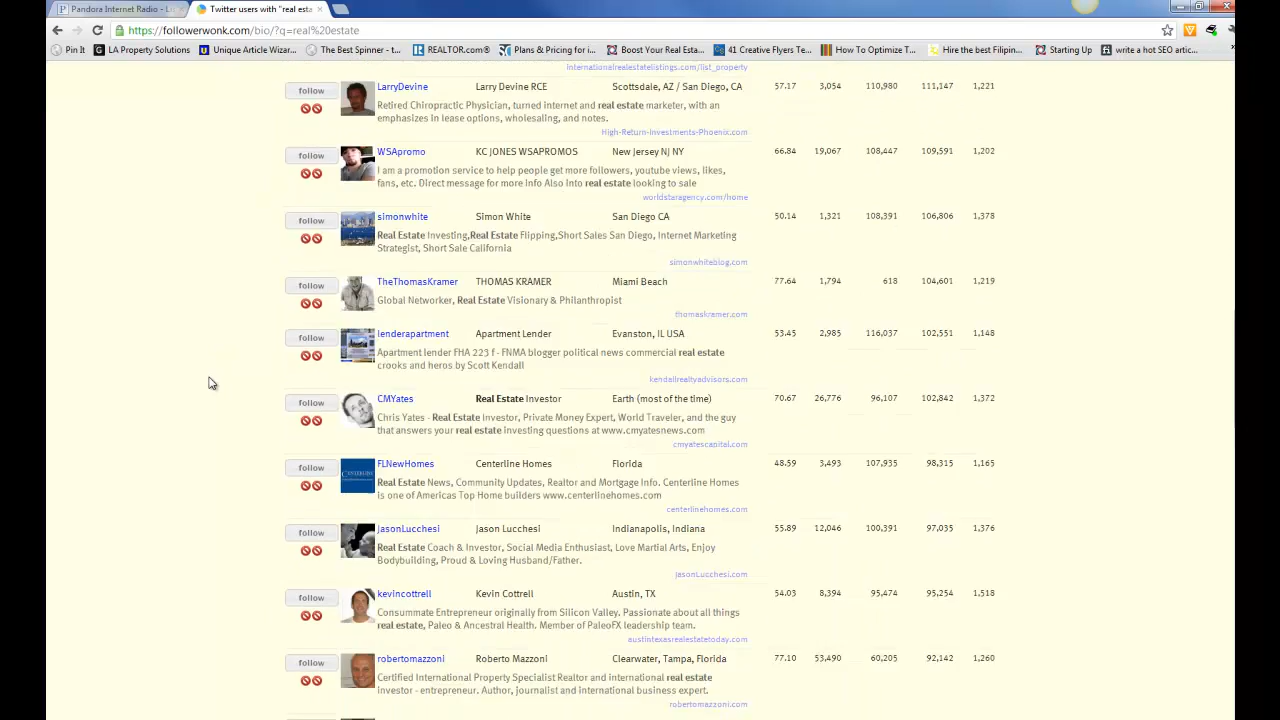 Pandora Internet Radio - L
Twitter users with "real esta
https://followerwonk.com/bio/?q=real%20estate
Pin It
LA Property Solutions
Unique Article Wizar...
The Best Spinner - t...
REALTOR.com®
Plans & Pricing for i...
Boost Your Real Esta...
41 Creative Flyers Te...
How To Optimize T...
Hire the best Filipin...
Starting Up
write a hot SEO artic...
internationalrealestatelistings.com/list_property
follow LarryDevine Larry Devine RCE Scottsdale, AZ / San Diego, CA 57.17 3,054 110,980 111,147 1,221
Retired Chiropractic Physician, turned internet and real estate marketer, with an
emphasizes in lease options, wholesaling, and notes.
High-Return-Investments-Phoenix.com
follow WSApromo KC JONES WSAPROMOS New Jersey NJ NY 66.84 19,067 108,447 109,591 1,202
I am a promotion service to help people get more followers, youtube views, likes,
fans, etc. Direct message for more Info Also Into real estate looking to sale
worldstaragency.com/home
follow simonwhite Simon White San Diego CA 50.14 1,321 108,391 106,806 1,378
Real Estate Investing,Real Estate Flipping,Short Sales San Diego, Internet Marketing
Strategist, Short Sale California
simonwhiteblog.com
follow TheThomasKramer THOMAS KRAMER Miami Beach 77.64 1,794 618 104,601 1,219
Global Networker, Real Estate Visionary & Philanthropist
thomaskramer.com
follow lenderapartment Apartment Lender Evanston, IL USA 53.45 2,985 116,037 102,551 1,148
Apartment lender FHA 223 f - FNMA blogger political news commercial real estate
crooks and heros by Scott Kendall
kendallrealtyadvisors.com
follow CMYates Real Estate Investor Earth (most of the time) 70.67 26,776 96,107 102,842 1,372
Chris Yates - Real Estate Investor, Private Money Expert, World Traveler, and the guy
that answers your real estate investing questions at www.cmyatesnews.com
cmyatescapital.com
follow FLNewHomes Centerline Homes Florida 48.59 3,493 107,935 98,315 1,165
Real Estate News, Community Updates, Realtor and Mortgage Info. Centerline Homes
is one of Americas Top Home builders www.centerlinehomes.com
centerlinehomes.com
follow JasonLucchesi Jason Lucchesi Indianapolis, Indiana 55.89 12,046 100,391 97,035 1,376
Real Estate Coach & Investor, Social Media Enthusiast, Love Martial Arts, Enjoy
Bodybuilding, Proud & Loving Husband/Father.
JasonLucchesi.com
follow kevincottrell Kevin Cottrell Austin, TX 54.03 8,394 95,474 95,254 1,518
Consummate Entrepreneur originally from Silicon Valley. Passionate about all things
real estate, Paleo & Ancestral Health. Member of PaleoFX leadership team.
austintexasrealestatetoday.com
follow robertomazzoni Roberto Mazzoni Clearwater, Tampa, Florida 77.10 53,490 60,205 92,142 1,260
Certified International Property Specialist Realtor and international real estate
investor - entrepreneur. Author, journalist and international business expert.
robertomazzoni.com